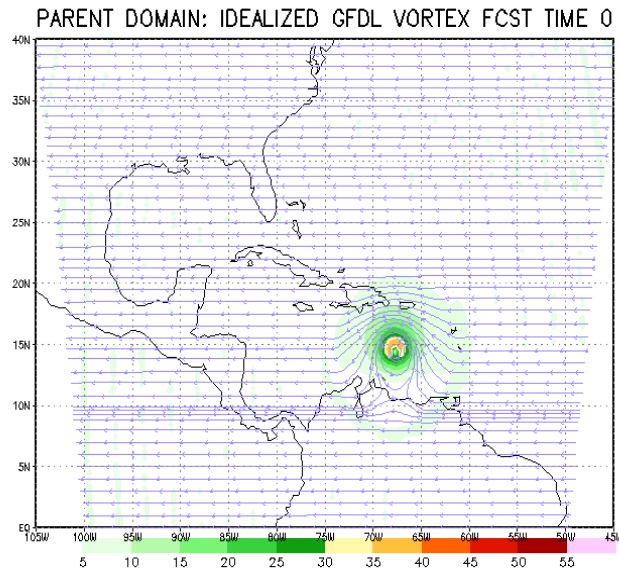 PARENT DOMAIN: IDEALIZED GFDL VORTEX FCST TIME 0
40N
35N
30N
25N
20N
15N
10N
5N
EQ
105W 100W 95W 90W 85W 80W 75W 70W 65W 60W 55W 50W 45W
5 10 15 20 25 30 35 40 45 50 55